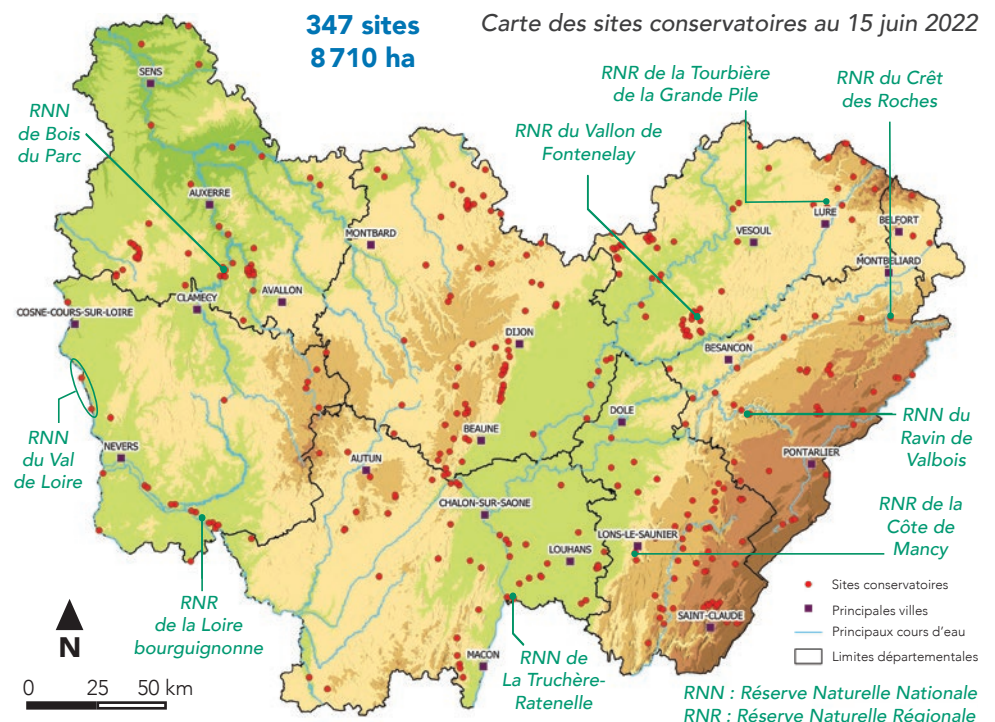 347 sites
8 710 ha
Carte des sites conservatoires au 15 juin 2022
RNN
de Bois
du Parc
RNR du Vallon de
Fontenelay
RNR de la Tourbière
de la Grande Pile
RNR du Crêt
des Roches
SENS
AUXERRE
MONTBARD
VESOUL
LURE
BELFORT
MONTBELIARD
CLAMECY
AVALLON
COSNE-COURS-SUR-LOIRE
DIJON
BESANCON
DOLE
BEAUNE
NEVERS
AUTUN
PONTARLIER
CHALON-SUR-SAONE
LONS-LE-SAUNIER
LOUHANS
SAINT-CLAUDE
MACON
RNN
du Val
de Loire
RNN du
Ravin de
Valbois
RNR de la
Côte de
Mancy
RNR
de la Loire
bourguignonne
RNN de
La Truchère-
Ratenelle
N
0 25 50 km
Sites conservatoires
Principales villes
Principaux cours d'eau
Limites départementales
RNN : Réserve Naturelle Nationale
RNR : Réserve Naturelle Régionale